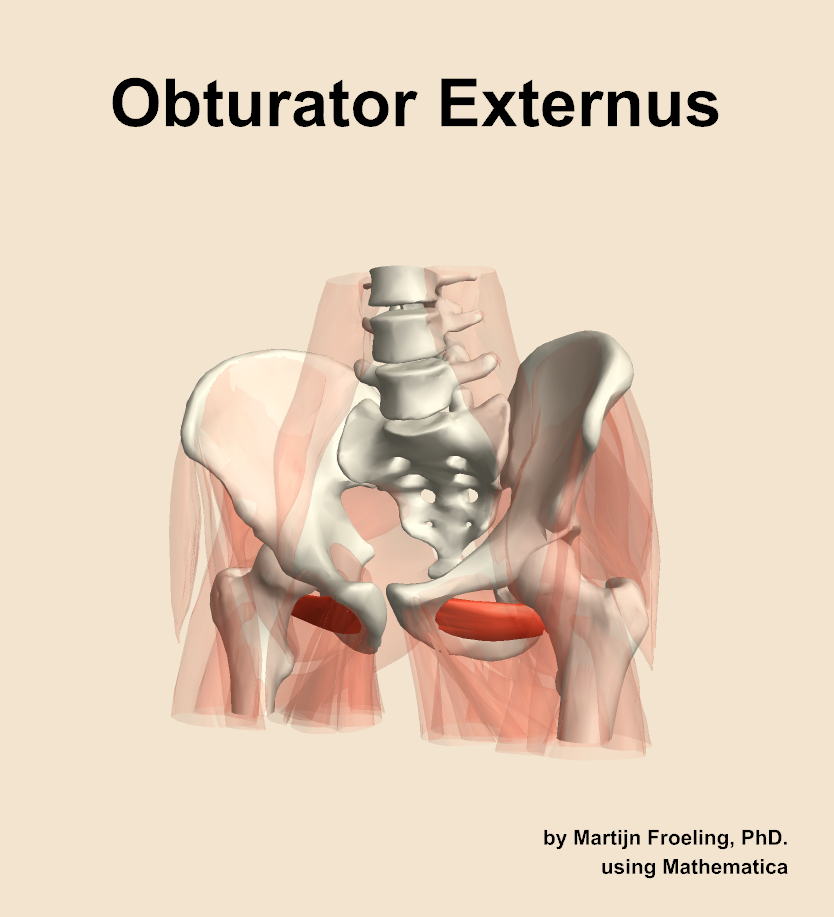 Obturator Externus
by Martijn Froeling, PhD.
using Mathematica